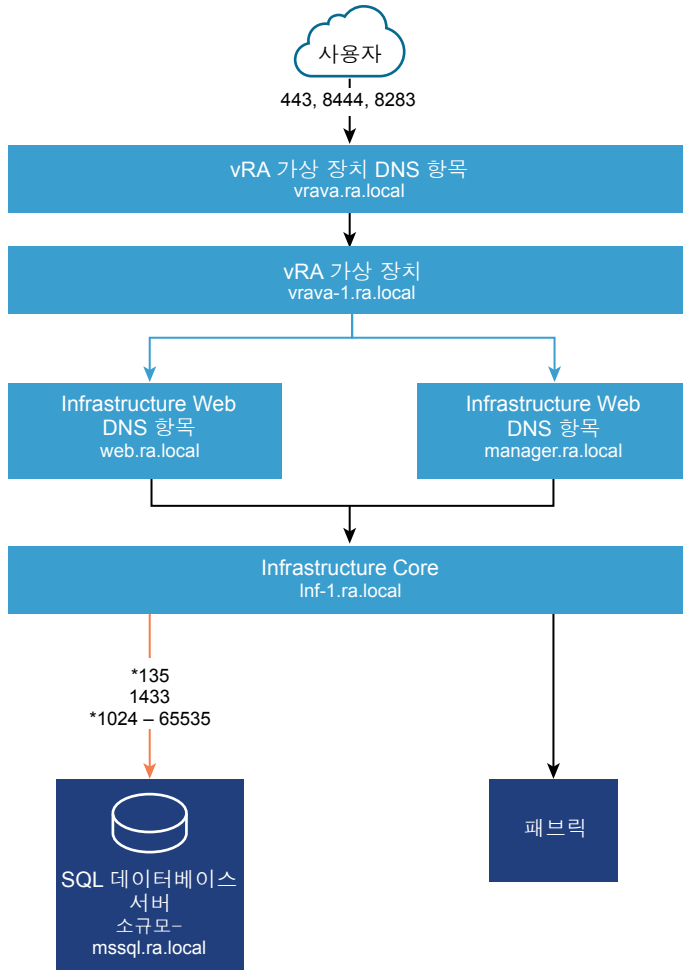 사용자
443, 8444, 8283
vRA 가상 장치 DNS 항목
vrava.ra.local
vRA 가상 장치
vrava-1.ra.local
Infrastructure Web
DNS 항목
web.ra.local
Infrastructure Web
DNS 항목
manager.ra.local
Infrastructure Core
Inf-1.ra.local
*135
1433
*1024 – 65535
SQL 데이터베이스
서버
소규모–
mssql.ra.local
패브릭